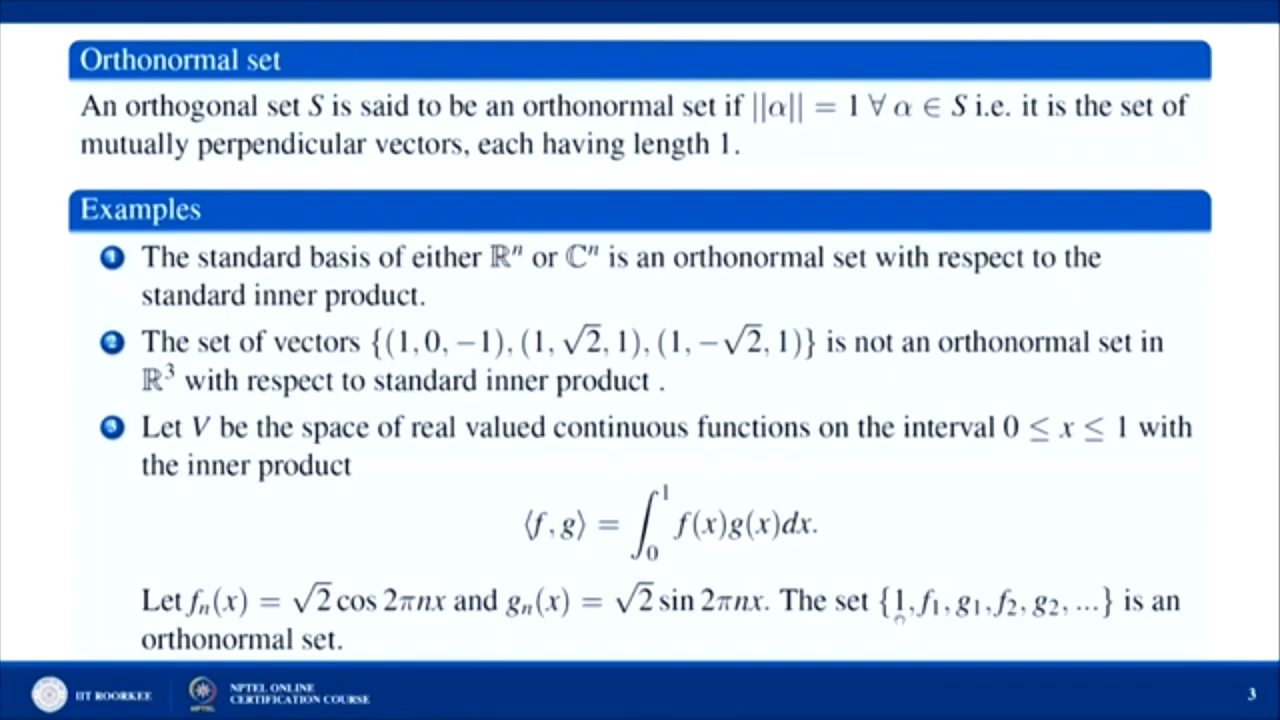 Orthonormal set
An orthogonal set S is said to be an orthonormal set if ||α|| = 1 ∀ α ∈ S i.e. it is the set of
mutually perpendicular vectors, each having length 1.
Examples
1 The standard basis of either ℝⁿ or ℂⁿ is an orthonormal set with respect to the
standard inner product.
2 The set of vectors {(1, 0, −1), (1, √2, 1), (1, −√2, 1)} is not an orthonormal set in
ℝ³ with respect to standard inner product .
3 Let V be the space of real valued continuous functions on the interval 0 ≤ x ≤ 1 with
the inner product
⟨f, g⟩ = ∫₀¹ f(x)g(x)dx.
Let fₙ(x) = √2 cos 2πnx and gₙ(x) = √2 sin 2πnx. The set {1, f₁, g₁, f₂, g₂, ...} is an
orthonormal set.
IIT ROORKEE
NPTEL
NPTEL ONLINE
CERTIFICATION COURSE
3